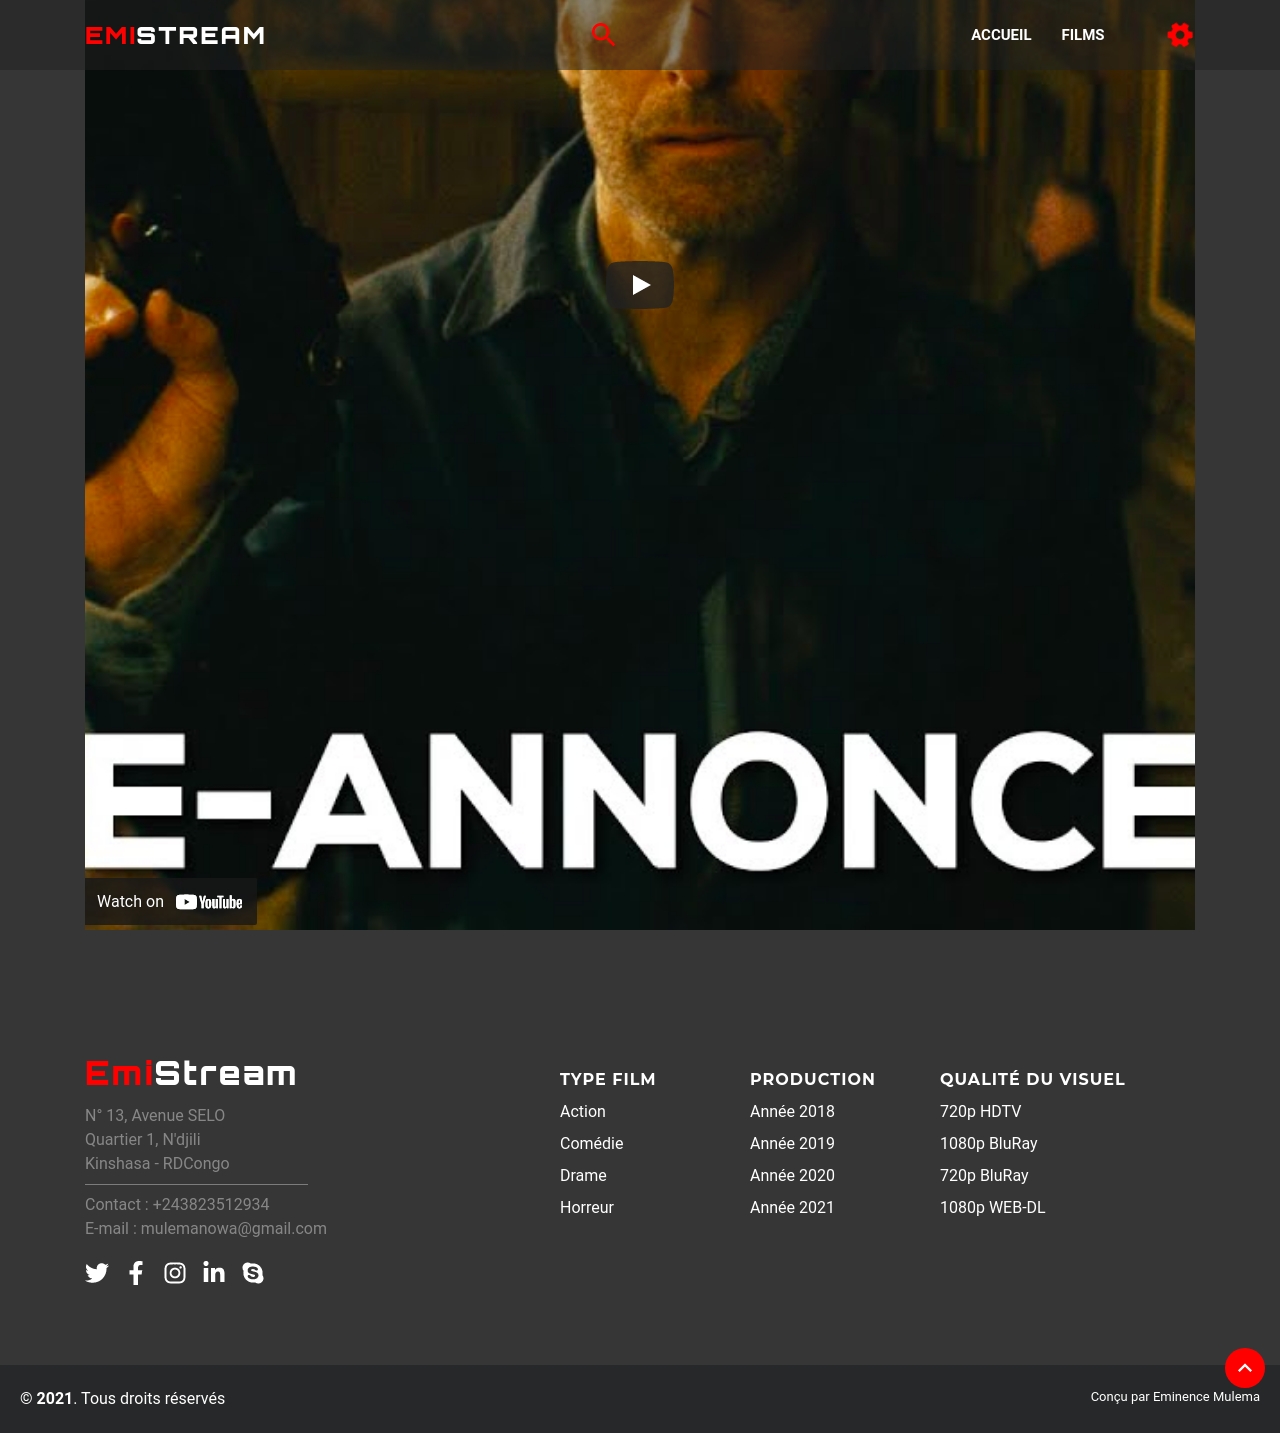 EMISTREAM
ACCUEIL
FILMS
E-ANNONCE
Watch on YouTube
EmiStream
N° 13, Avenue SELO
Quartier 1, N'djili
Kinshasa - RDCongo
Contact : +243823512934
E-mail : mulemanowa@gmail.com
TYPE FILM
Action
Comédie
Drame
Horreur
PRODUCTION
Année 2018
Année 2019
Année 2020
Année 2021
QUALITÉ DU VISUEL
720p HDTV
1080p BluRay
720p BluRay
1080p WEB-DL
© 2021. Tous droits réservés
Conçu par Eminence Mulema